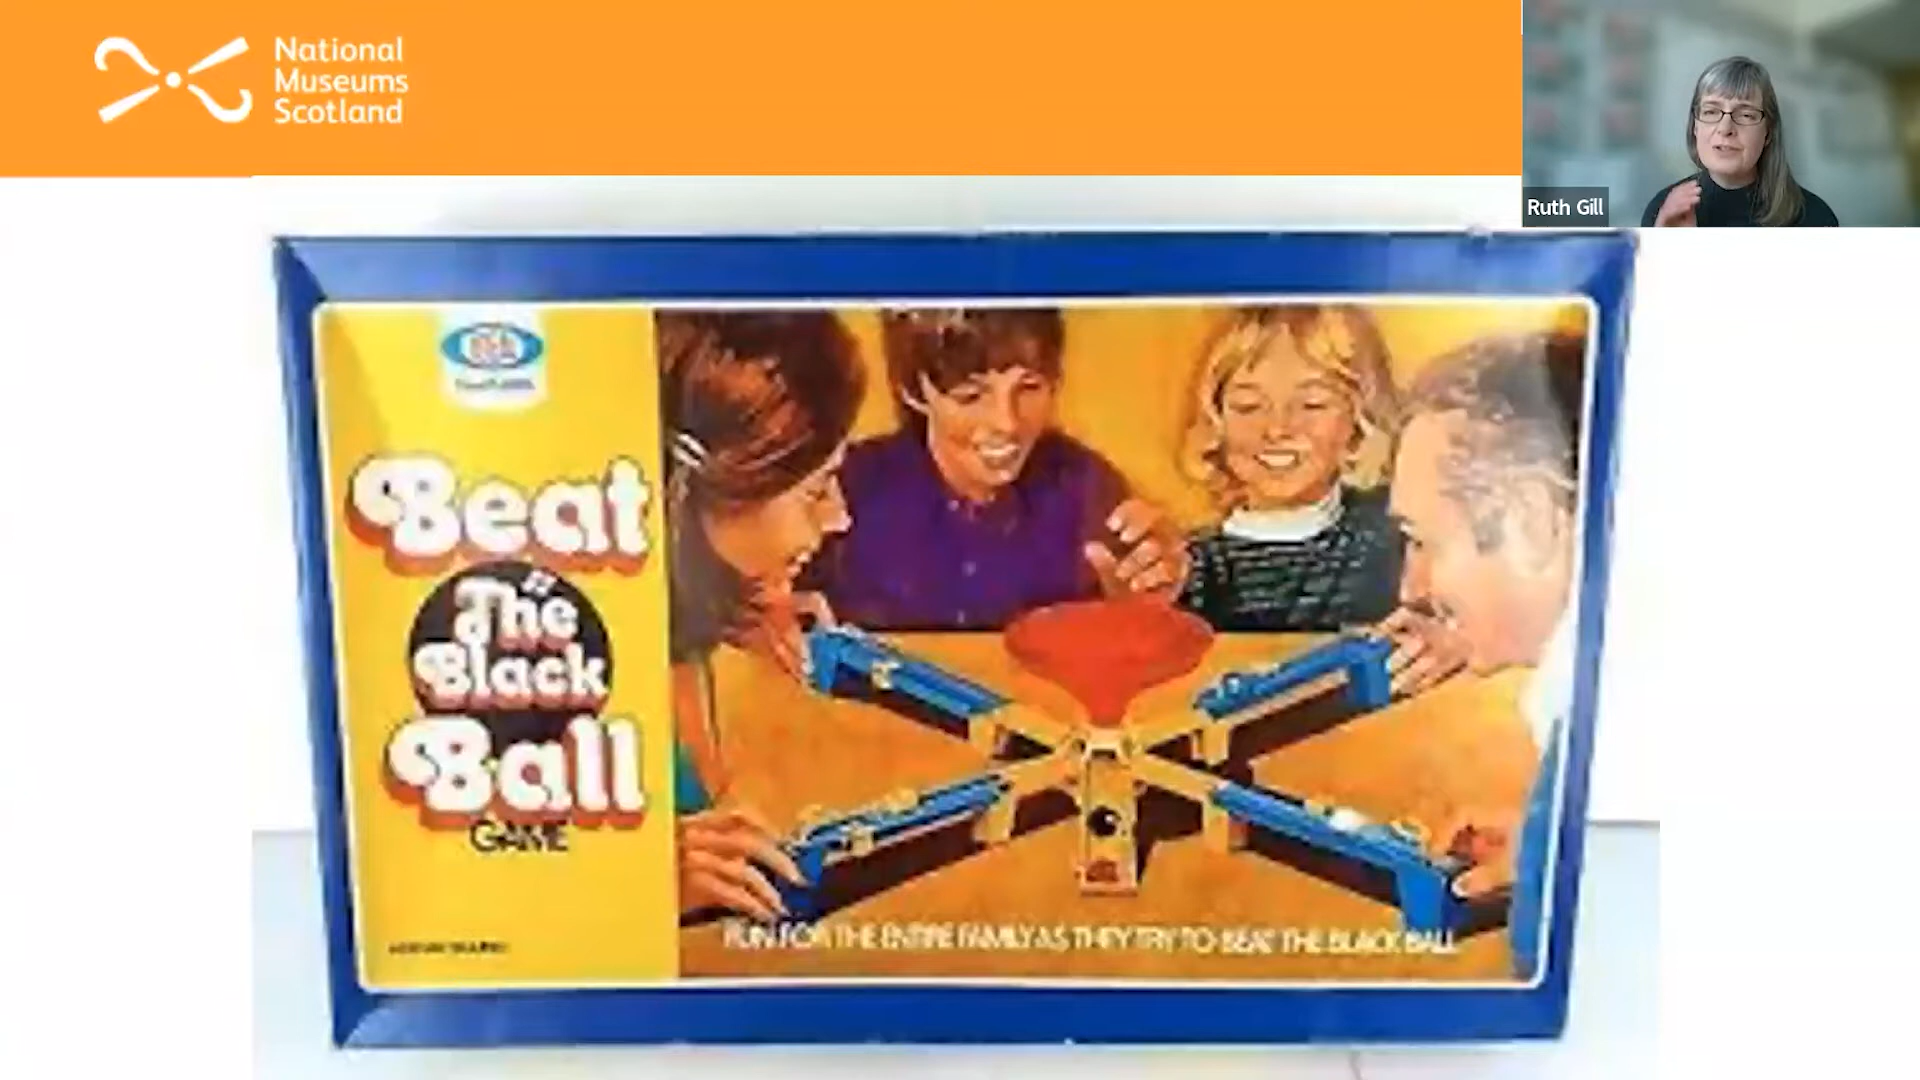 National
Museums
Scotland
Ruth Gill
Beat
The
Black
Ball
GAME
FUN FOR THE ENTIRE FAMILY AS THEY TRY TO BEAT THE BLACK BALL